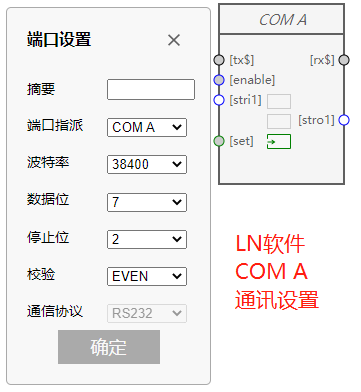 端口设置
摘要
端口指派 COM A
波特率 38400
数据位 7
停止位 2
校验 EVEN
通信协议 RS232
确定
COM A
[tx$] [rx$]
[enable]
[stri1]
[stro1]
[set]
LN软件
COM A
通讯设置